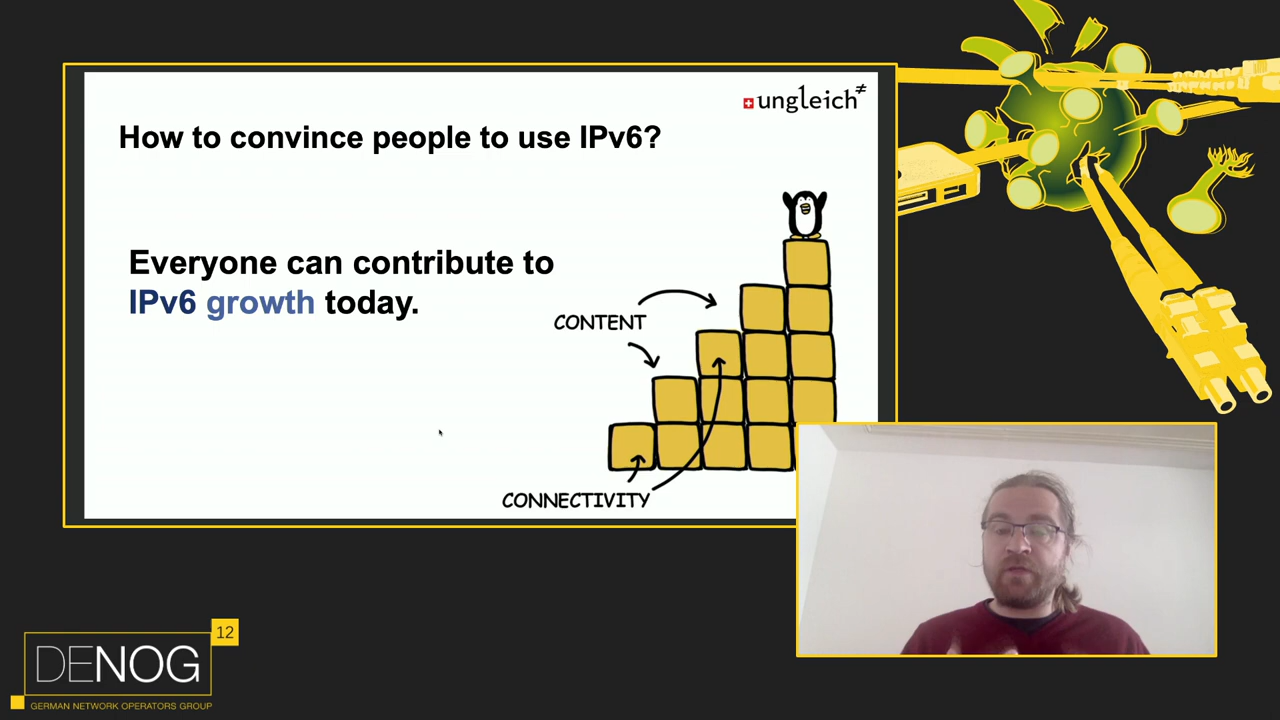 ungleich≠
How to convince people to use IPv6?
Everyone can contribute to
IPv6 growth today.
CONTENT
CONNECTIVITY
12
DENOG
GERMAN NETWORK OPERATORS GROUP